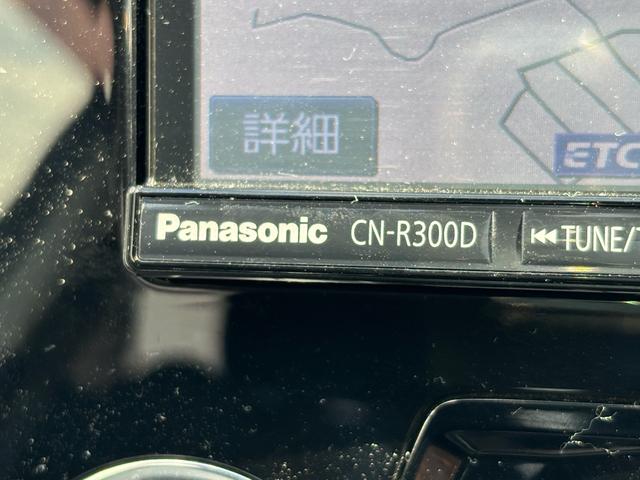 詳細
ETC
Panasonic CN-R300D ⏮TUNE/